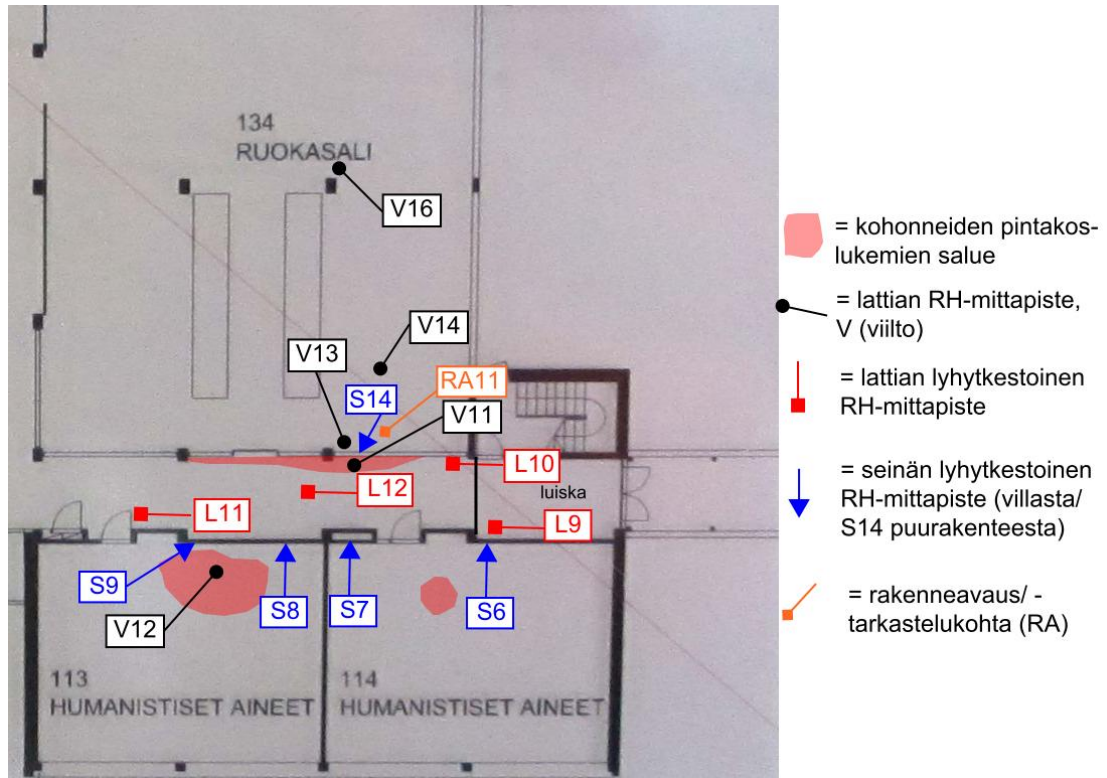 134
RUOKASALI
V16
V14
V13
RA11
S14
V11
L10
L12
luiska
L11
L9
S9
S8
S7
S6
V12
113
HUMANISTISET AINEET
114
HUMANISTISET AINEET
= kohonneiden pintakos-
lukemien salue
= lattian RH-mittapiste,
V (viilto)
= lattian lyhytkestoinen
RH-mittapiste
= seinän lyhytkestoinen
RH-mittapiste (villasta/
S14 puurakenteesta)
= rakenneavaus/ -
tarkastelukohta (RA)